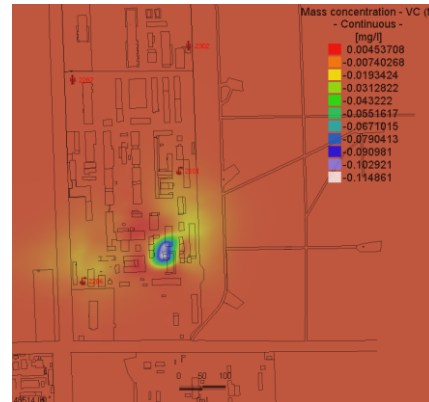 Mass concentration - VC (
- Continuous -
[mg/l]
0.00453708
-0.00740268
-0.0193424
-0.0312822
-0.043222
-0.0551617
-0.0671015
-0.0790413
-0.090981
-0.102921
-0.114861
0 50 100
[m]